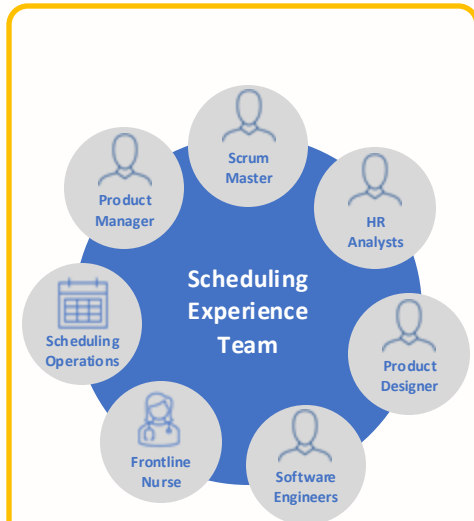 Scrum
Master
Product
Manager
HR
Analysts
Scheduling
Experience
Team
Scheduling
Operations
Product
Designer
Frontline
Nurse
Software
Engineers